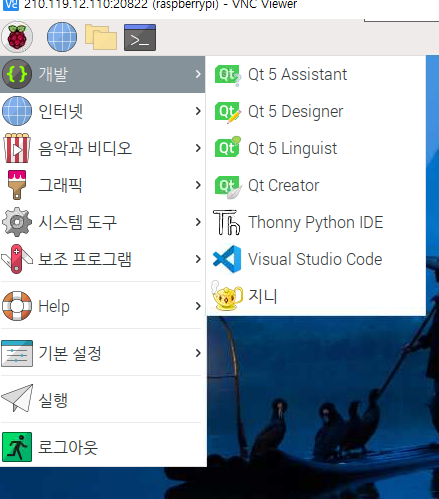 210.119.12.110:20822 (raspberrypi) - VNC Viewer
개발
인터넷
음악과 비디오
그래픽
시스템 도구
보조 프로그램
Help
기본 설정
실행
로그아웃
Qt 5 Assistant
Qt 5 Designer
Qt 5 Linguist
Qt Creator
Thonny Python IDE
Visual Studio Code
지니